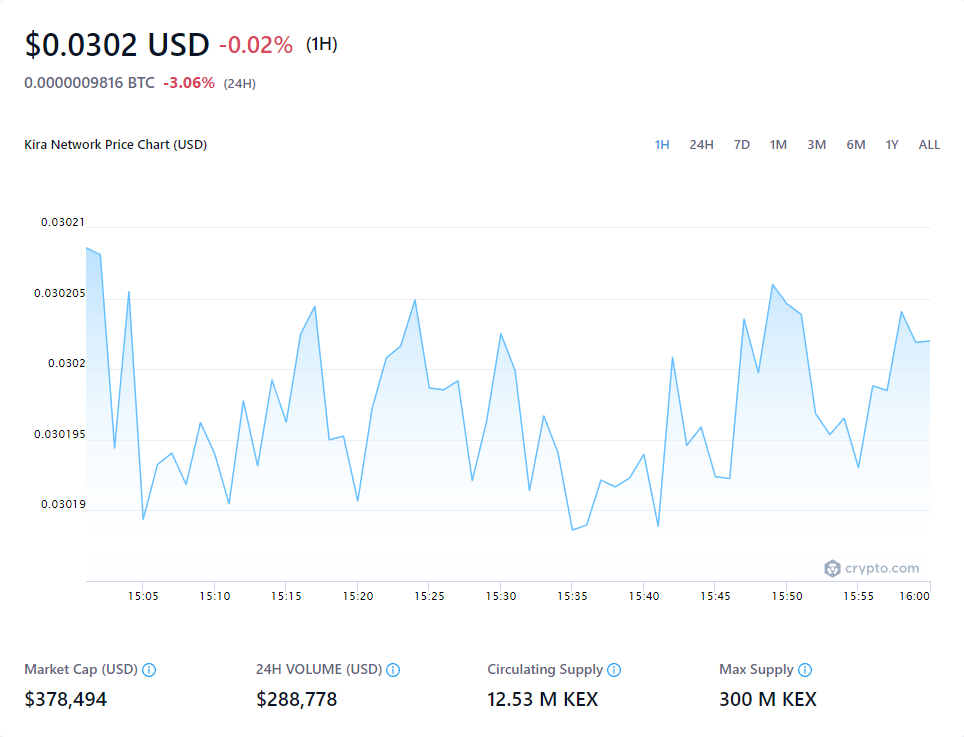 $0.0302 USD -0.02% (1H)
0.0000009816 BTC -3.06% (24H)
Kira Network Price Chart (USD)
1H 24H 7D 1M 3M 6M 1Y ALL
0.03021
0.030205
0.0302
0.030195
0.03019
crypto.com
15:05 15:10 15:15 15:20 15:25 15:30 15:35 15:40 15:45 15:50 15:55 16:00
Market Cap (USD) 24H VOLUME (USD) Circulating Supply Max Supply
$378,494 $288,778 12.53 M KEX 300 M KEX